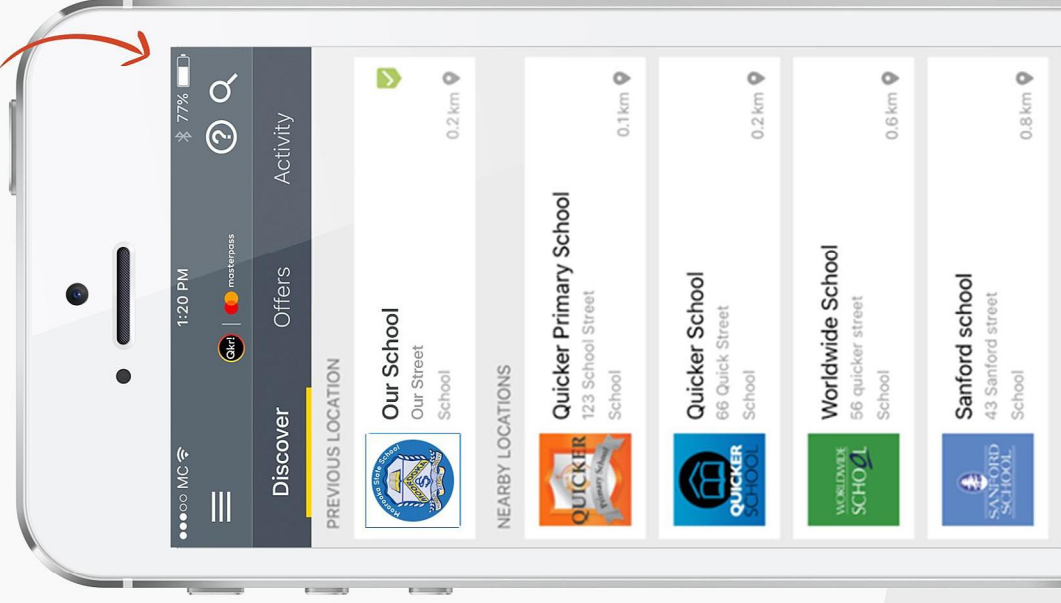 ●●●○○ MC 1:20 PM 77%
Qkr! | masterpass
Discover Offers Activity
PREVIOUS LOCATION
Moorooka State School
Our School
Our Street
School
0.2 km
NEARBY LOCATIONS
QUICKER
Primary School
Quicker Primary School
123 School Street
School
0.1 km
QUICKER
SCHOOL
Quicker School
66 Quick Street
School
0.2 km
WORLDWIDE
SCHOOL
Worldwide School
56 quicker street
School
0.6 km
SANFORD
SCHOOL
Sanford school
43 Sanford street
School
0.8 km